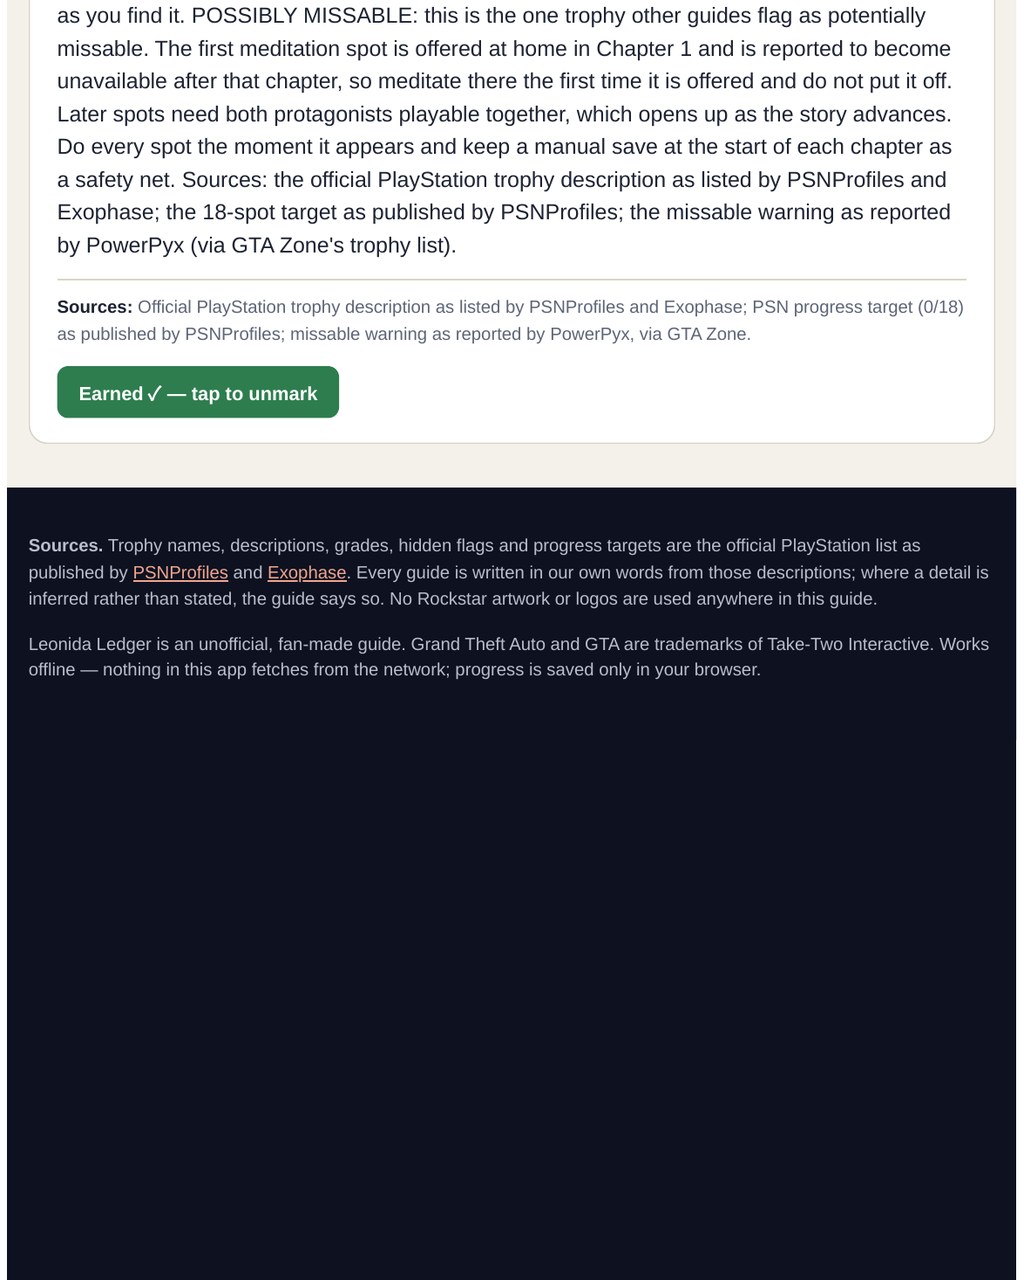 as you find it. POSSIBLY MISSABLE: this is the one trophy other guides flag as potentially
missable. The first meditation spot is offered at home in Chapter 1 and is reported to become
unavailable after that chapter, so meditate there the first time it is offered and do not put it off.
Later spots need both protagonists playable together, which opens up as the story advances.
Do every spot the moment it appears and keep a manual save at the start of each chapter as
a safety net. Sources: the official PlayStation trophy description as listed by PSNProfiles and
Exophase; the 18-spot target as published by PSNProfiles; the missable warning as reported
by PowerPyx (via GTA Zone's trophy list).
Sources: Official PlayStation trophy description as listed by PSNProfiles and Exophase; PSN progress target (0/18)
as published by PSNProfiles; missable warning as reported by PowerPyx, via GTA Zone.
Earned ✓ — tap to unmark
Sources. Trophy names, descriptions, grades, hidden flags and progress targets are the official PlayStation list as
published by PSNProfiles and Exophase. Every guide is written in our own words from those descriptions; where a detail is
inferred rather than stated, the guide says so. No Rockstar artwork or logos are used anywhere in this guide.
Leonida Ledger is an unofficial, fan-made guide. Grand Theft Auto and GTA are trademarks of Take-Two Interactive. Works
offline — nothing in this app fetches from the network; progress is saved only in your browser.